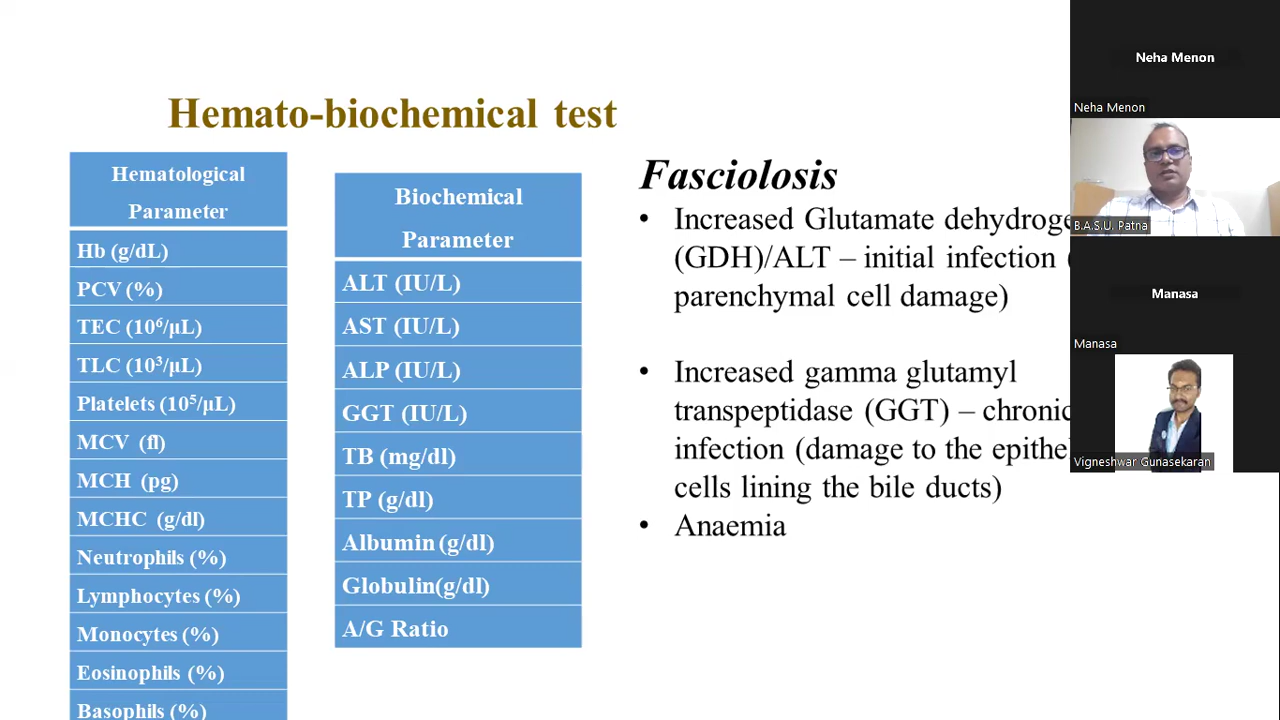 Hemato-biochemical test
Hematological
Parameter
Hb (g/dL)
PCV (%)
TEC (10⁶/µL)
TLC (10³/µL)
Platelets (10⁵/µL)
MCV (fl)
MCH (pg)
MCHC (g/dl)
Neutrophils (%)
Lymphocytes (%)
Monocytes (%)
Eosinophils (%)
Basophils (%)
Biochemical
Parameter
ALT (IU/L)
AST (IU/L)
ALP (IU/L)
GGT (IU/L)
TB (mg/dl)
TP (g/dl)
Albumin (g/dl)
Globulin(g/dl)
A/G Ratio
Fasciolosis
• Increased Glutamate
(GDH)/ALT – initial infection
parenchymal cell damage)
• Increased gamma glutamyl
transpeptidase (GGT) – chronic
infection (damage to the
cells lining the bile ducts)
• Anaemia
Neha Menon
Neha Menon
B.A.S.U. Patna
Manasa
Manasa
Vigneshwar Gunasekaran